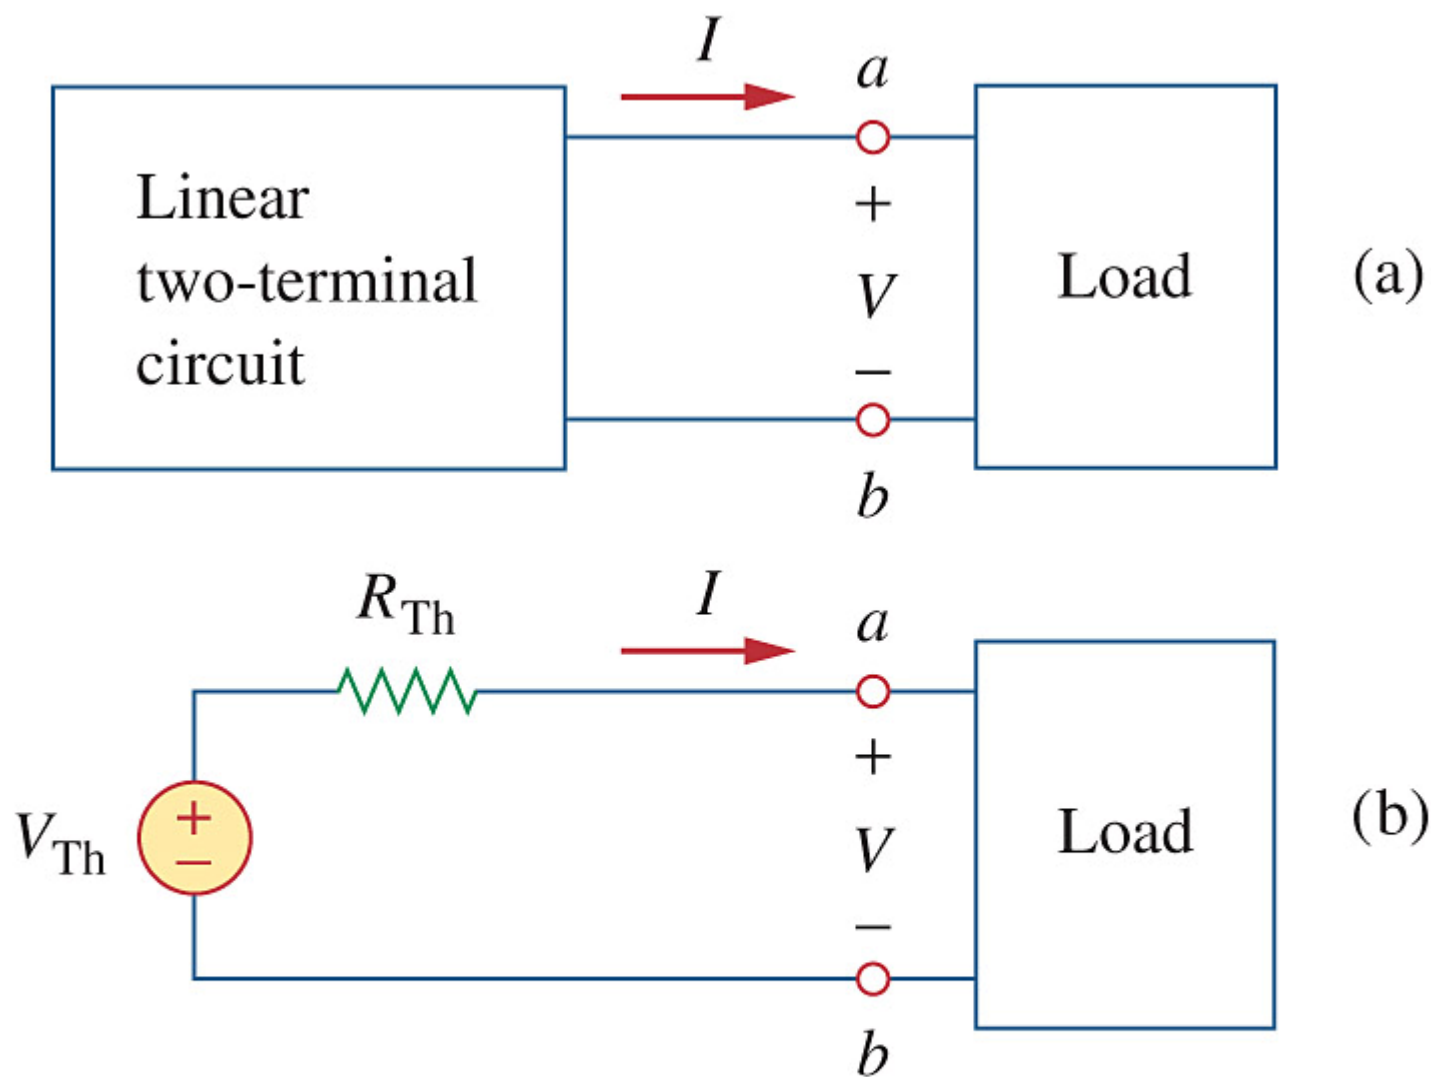 I
a
Linear
two-terminal
circuit
+
V
−
Load
(a)
b
R_Th
I
a
V_Th
+
−
+
V
−
Load
(b)
b